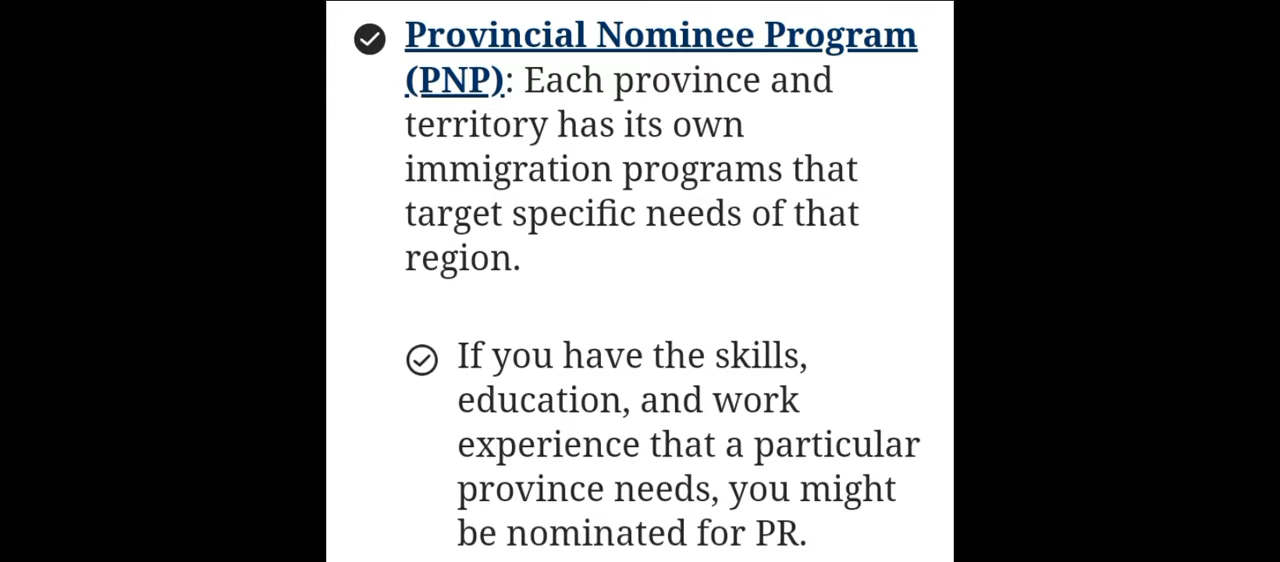 Provincial Nominee Program
(PNP): Each province and
territory has its own
immigration programs that
target specific needs of that
region.
If you have the skills,
education, and work
experience that a particular
province needs, you might
be nominated for PR.